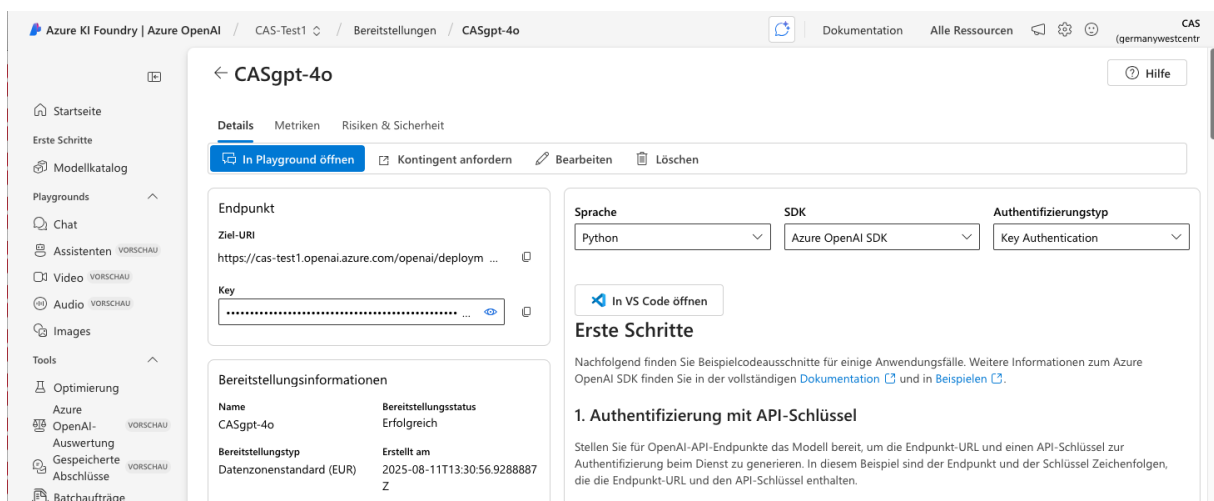 Azure KI Foundry | Azure OpenAI / CAS-Test1 / Bereitstellungen / CASgpt-4o
Dokumentation Alle Ressourcen CAS
(germanywestcentr
← CASgpt-4o
Hilfe
Startseite
Erste Schritte
Modellkatalog
Playgrounds
Chat
Assistenten VORSCHAU
Video VORSCHAU
Audio VORSCHAU
Images
Tools
Optimierung
Azure
OpenAI- VORSCHAU
Auswertung
Gespeicherte
Abschlüsse VORSCHAU
Batchaufträge
Details Metriken Risiken & Sicherheit
In Playground öffnen Kontingent anfordern Bearbeiten Löschen
Endpunkt
Ziel-URI
https://cas-test1.openai.azure.com/openai/deploym ...
Key
••••••••••••••••••••••••••••••••••••••••••••••••• ...
Bereitstellungsinformationen
Name Bereitstellungsstatus
CASgpt-4o Erfolgreich
Bereitstellungstyp Erstellt am
Datenzonenstandard (EUR) 2025-08-11T13:30:56.9288887
Z
Sprache SDK Authentifizierungstyp
Python Azure OpenAI SDK Key Authentication
In VS Code öffnen
Erste Schritte
Nachfolgend finden Sie Beispielcodeausschnitte für einige Anwendungsfälle. Weitere Informationen zum Azure
OpenAI SDK finden Sie in der vollständigen Dokumentation und in Beispielen.
1. Authentifizierung mit API-Schlüssel
Stellen Sie für OpenAI-API-Endpunkte das Modell bereit, um die Endpunkt-URL und einen API-Schlüssel zur
Authentifizierung beim Dienst zu generieren. In diesem Beispiel sind der Endpunkt und der Schlüssel Zeichenfolgen,
die die Endpunkt-URL und den API-Schlüssel enthalten.